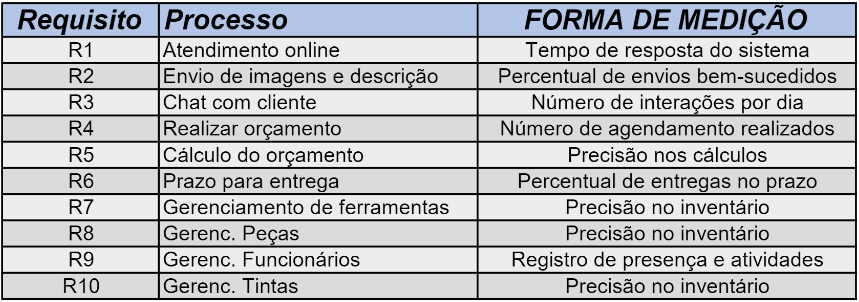 Requisito Processo FORMA DE MEDIÇÃO
R1 Atendimento online Tempo de resposta do sistema
R2 Envio de imagens e descrição Percentual de envios bem-sucedidos
R3 Chat com cliente Número de interações por dia
R4 Realizar orçamento Número de agendamento realizados
R5 Cálculo do orçamento Precisão nos cálculos
R6 Prazo para entrega Percentual de entregas no prazo
R7 Gerenciamento de ferramentas Precisão no inventário
R8 Gerenc. Peças Precisão no inventário
R9 Gerenc. Funcionários Registro de presença e atividades
R10 Gerenc. Tintas Precisão no inventário